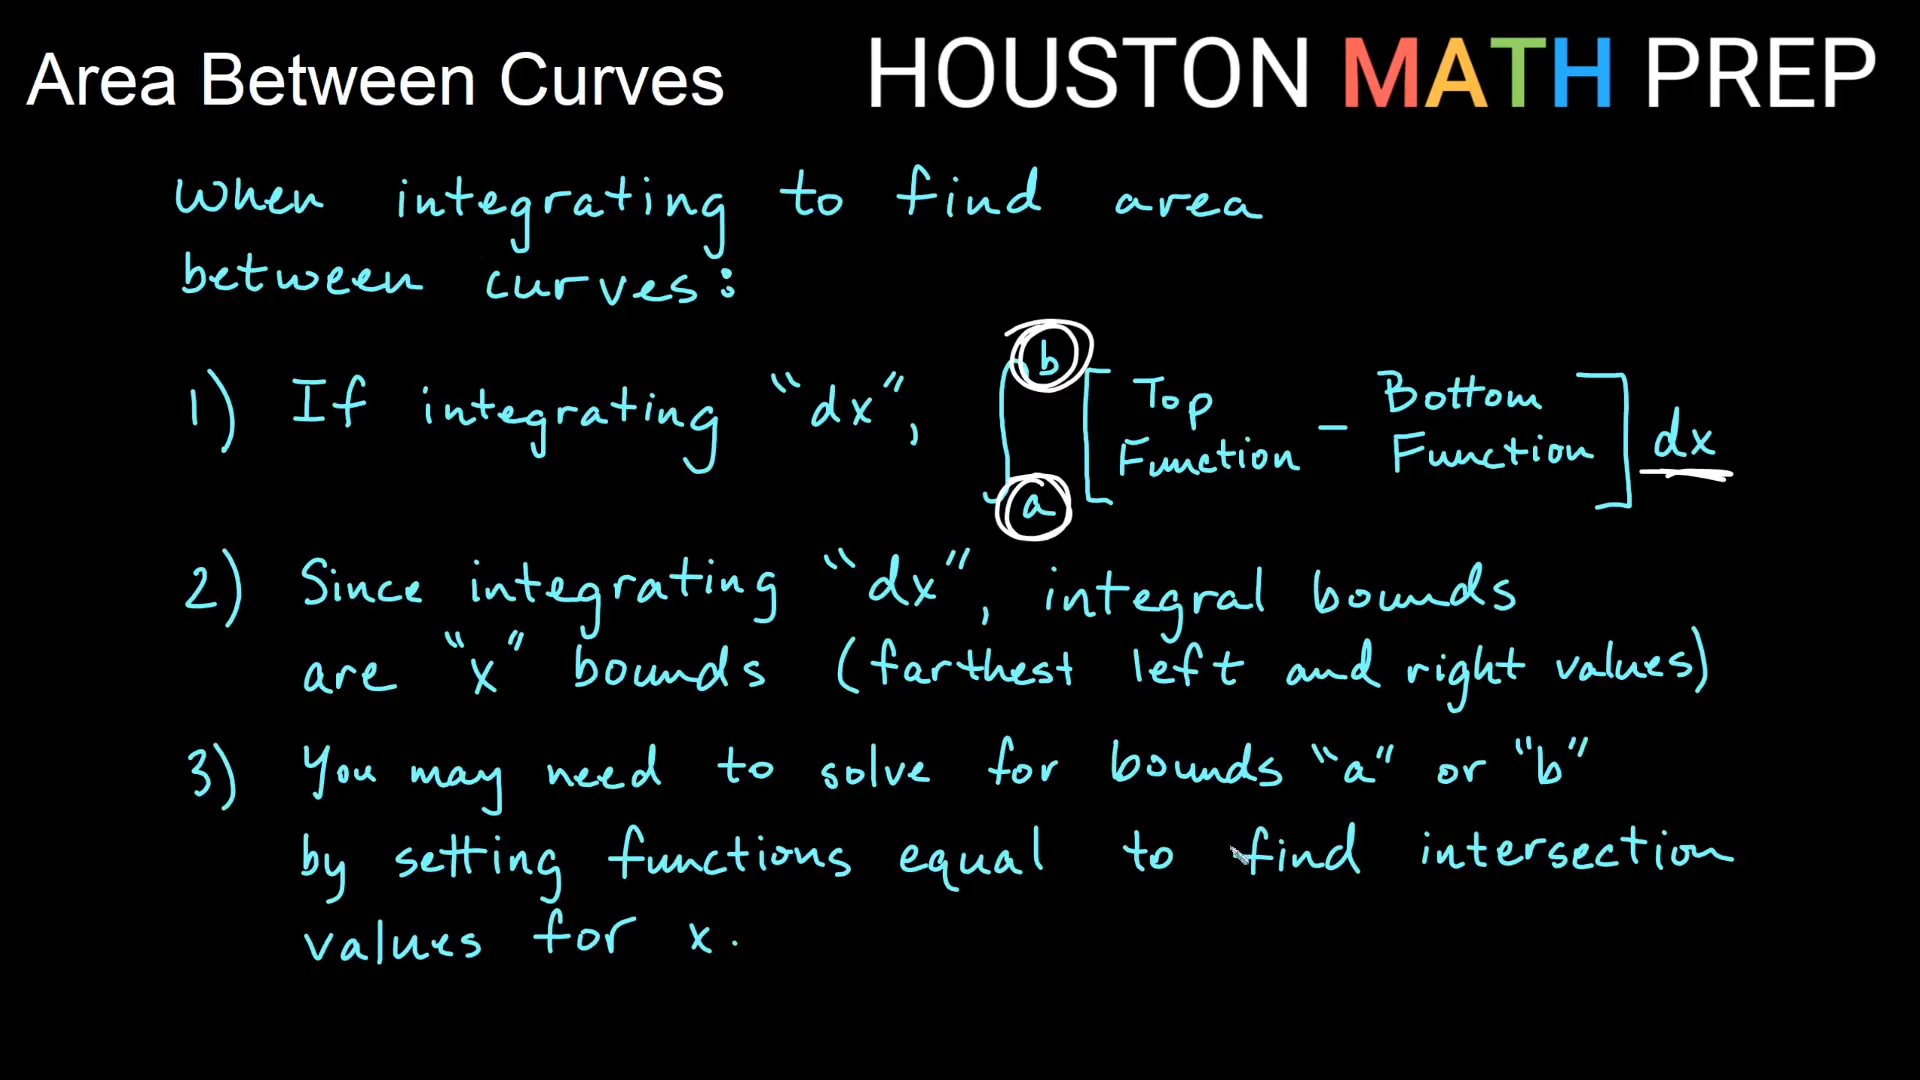 Area Between Curves
HOUSTON MATH PREP
When integrating to find area
between curves:
1) If integrating "dx", ∫ₐᵇ [Top Function − Bottom Function] dx
2) Since integrating "dx", integral bounds
are "x" bounds (farthest left and right values)
3) You may need to solve for bounds "a" or "b"
by setting functions equal to find intersection
values for x.